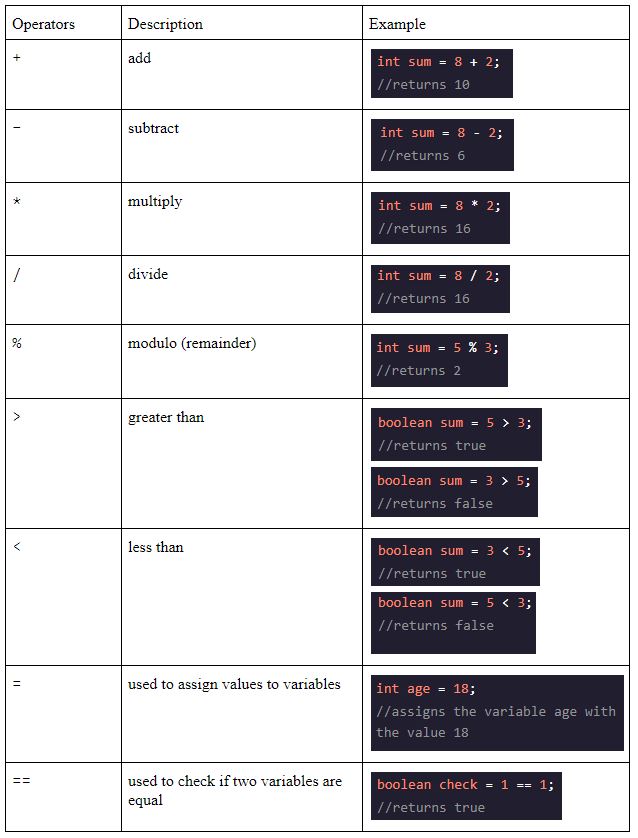 Operators Description Example
+ add int sum = 8 + 2;
//returns 10
- subtract int sum = 8 - 2;
//returns 6
* multiply int sum = 8 * 2;
//returns 16
/ divide int sum = 8 / 2;
//returns 16
% modulo (remainder) int sum = 5 % 3;
//returns 2
> greater than boolean sum = 5 > 3;
//returns true
boolean sum = 3 > 5;
//returns false
< less than boolean sum = 3 < 5;
//returns true
boolean sum = 5 < 3;
//returns false
= used to assign values to variables int age = 18;
//assigns the variable age with
the value 18
== used to check if two variables are boolean check = 1 == 1;
equal //returns true